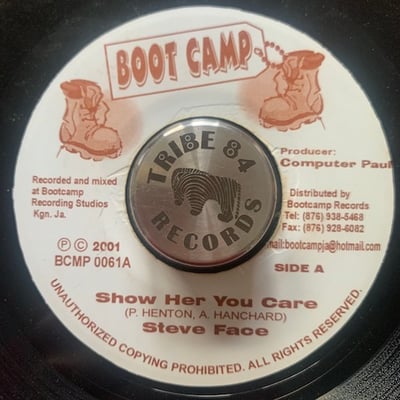 BOOT CAMP
Producer:
Computer Paul
Recorded and mixed
at Bootcamp
Recording Studios
Kgn. Ja.
TRIBE 84
RECORDS
Distributed by
Bootcamp Records
Tel: (876) 938-5468
Fax: (876) 928-6082
mail:bootcampja@hotmail.com
℗ © 2001
BCMP 0061A
SIDE A
Show Her You Care
(P. HENTON, A. HANCHARD)
Steve Face
UNAUTHORIZED COPYING PROHIBITED. ALL RIGHTS RESERVED.